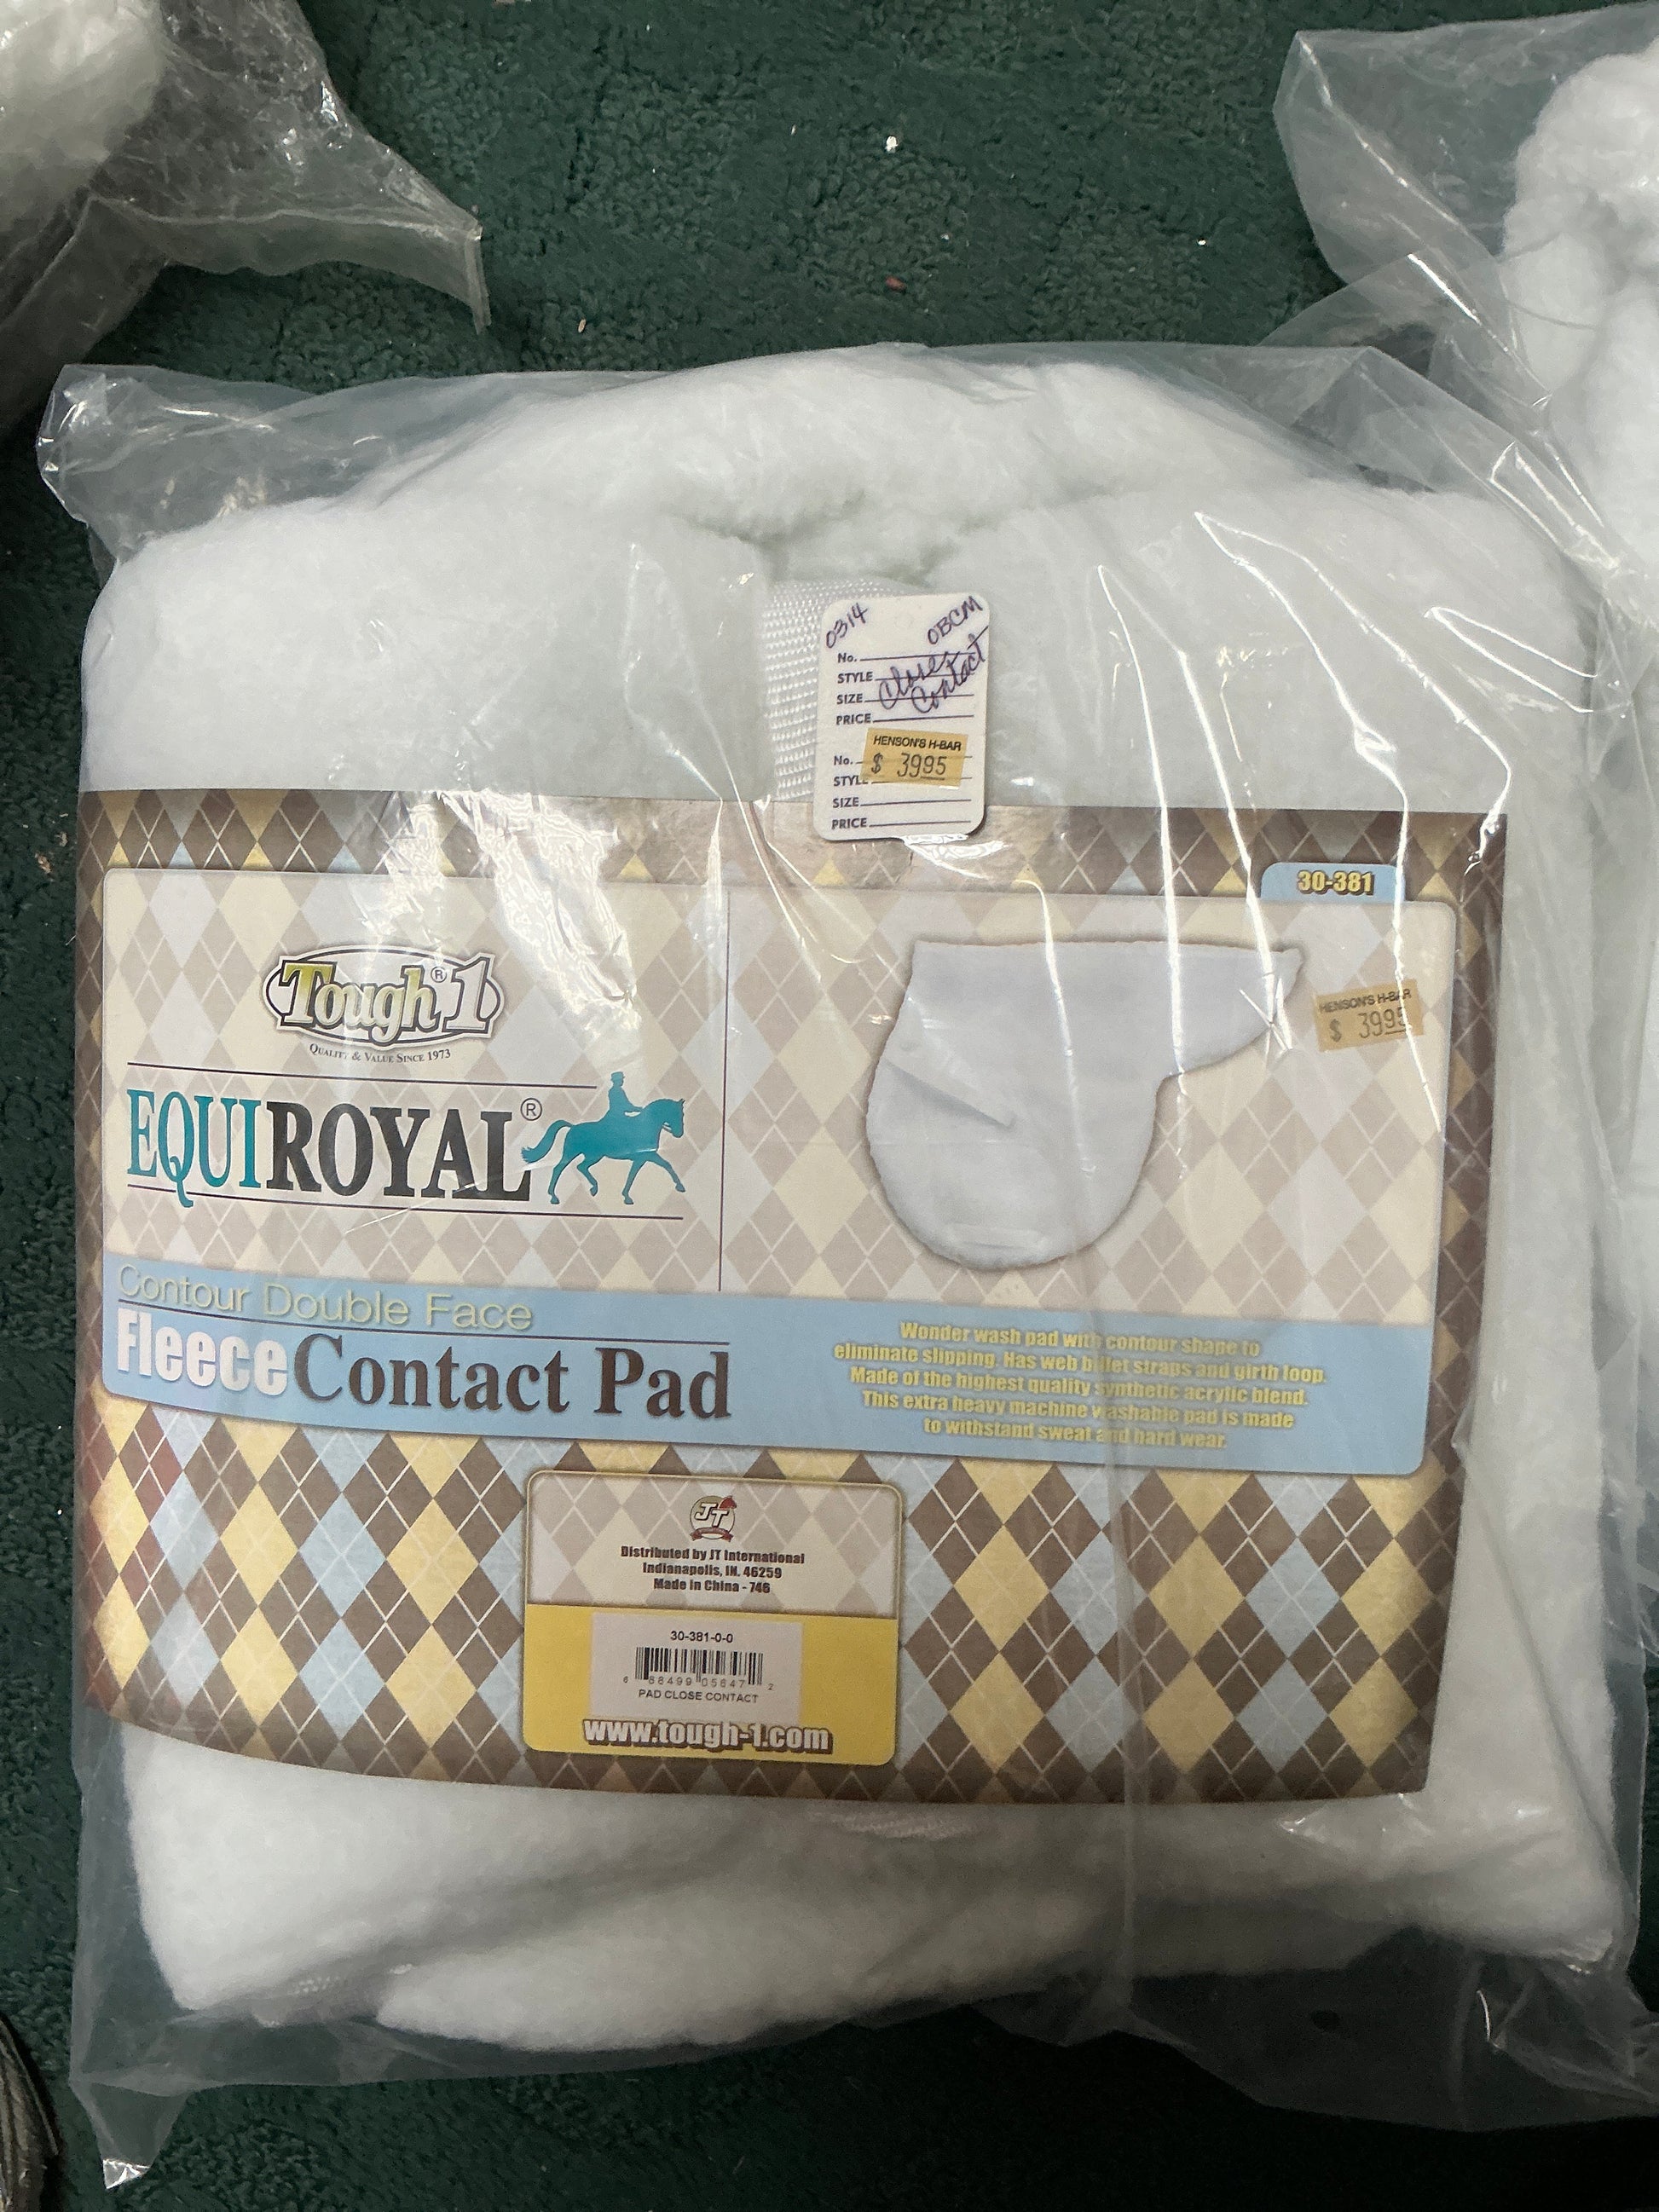 0314
OBCM
No.
STYLE Close
SIZE Contact
PRICE
HENSON'S H-BAR
No.
$ 3995
STYLE
SIZE
PRICE
30-381
Tough®1
QUALITY & VALUE SINCE 1973
HENSON'S H-BAR
$ 3995
EQUIROYAL®
Contour Double Face
Fleece Contact Pad
Wonder wash pad with contour shape to
eliminate slipping. Has web billet straps and girth loop.
Made of the highest quality synthetic acrylic blend.
This extra heavy machine washable pad is made
to withstand sweat and hard wear.
JT
Distributed by JT International
Indianapolis, IN. 46259
Made in China - 746
30-381-0-0
6 68499 05647 2
PAD CLOSE CONTACT
www.tough-1.com